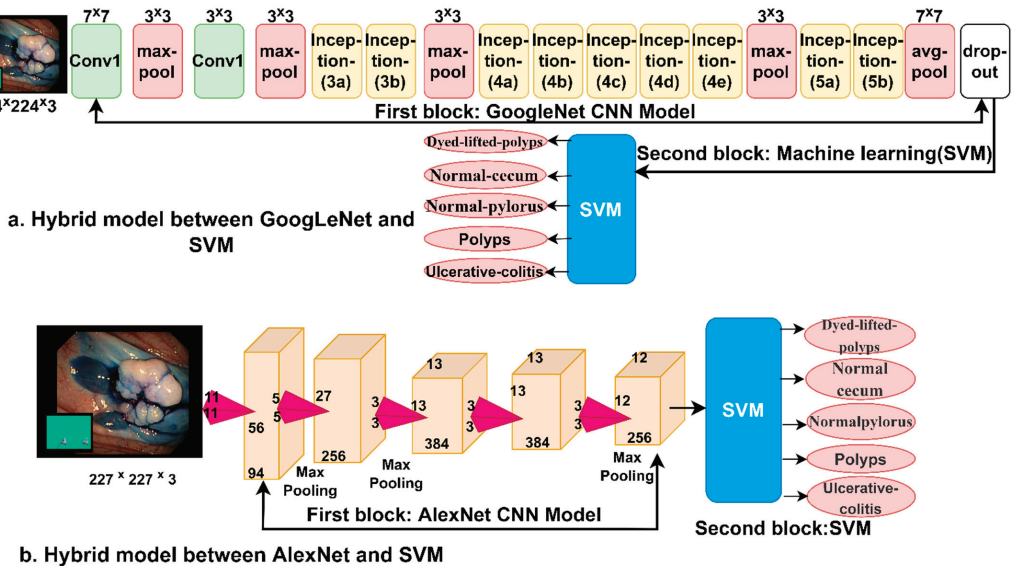 7x7 3x3 3x3 3x3 3x3 3x3 7x7
Conv1 max-pool Conv1 max-pool Incep-tion-(3a) Incep-tion-(3b) max-pool Incep-tion-(4a) Incep-tion-(4b) Incep-tion-(4c) Incep-tion-(4d) Incep-tion-(4e) max-pool Incep-tion-(5a) Incep-tion-(5b) avg-pool drop-out
4x224x3
First block: GoogleNet CNN Model
Second block: Machine learning(SVM)
SVM
Dyed-lifted-polyps
Normal-cecum
Normal-pylorus
Polyps
Ulcerative-colitis
a. Hybrid model between GoogLeNet and
SVM
227 x 227 x 3
11
11
56
94
5
5
27
256
Max
Pooling
3
3
13
13
384
Max
Pooling
3
3
13
13
384
3
3
12
12
256
Max
Pooling
First block: AlexNet CNN Model
SVM
Second block:SVM
Dyed-lifted-
polyps
Normal
cecum
Normalpylorus
Polyps
Ulcerative-
colitis
b. Hybrid model between AlexNet and SVM